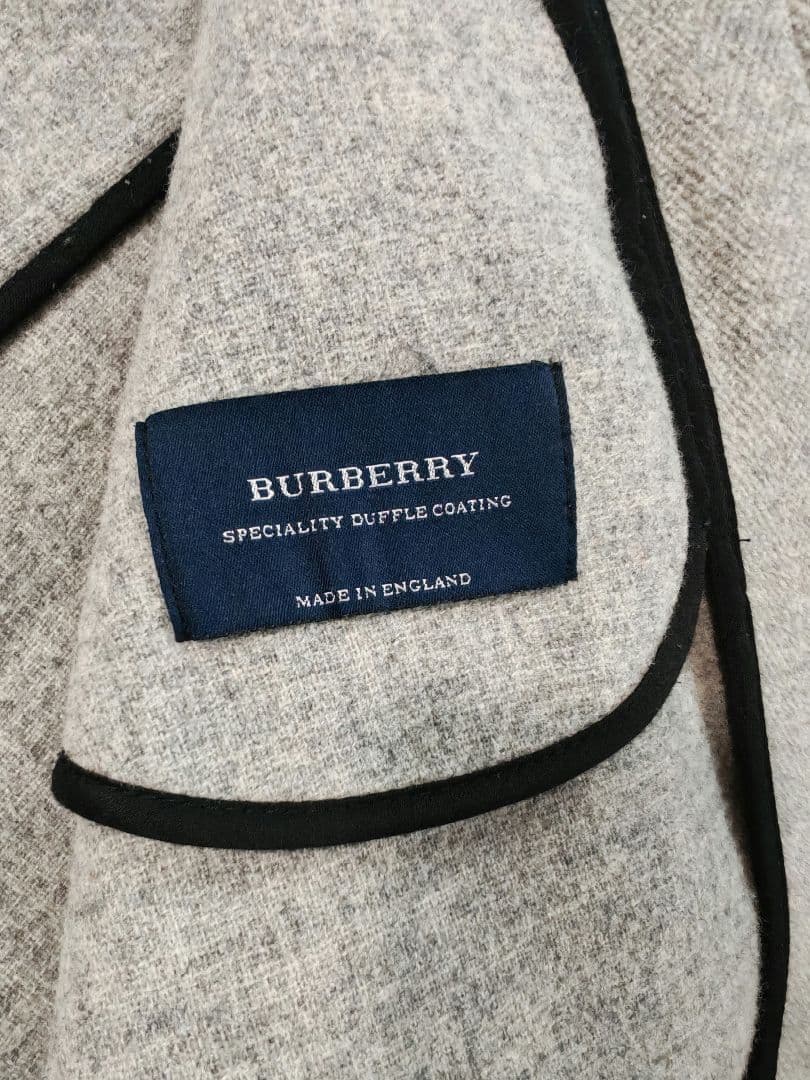 BURBERRY
SPECIALITY DUFFLE COATING
MADE IN ENGLAND